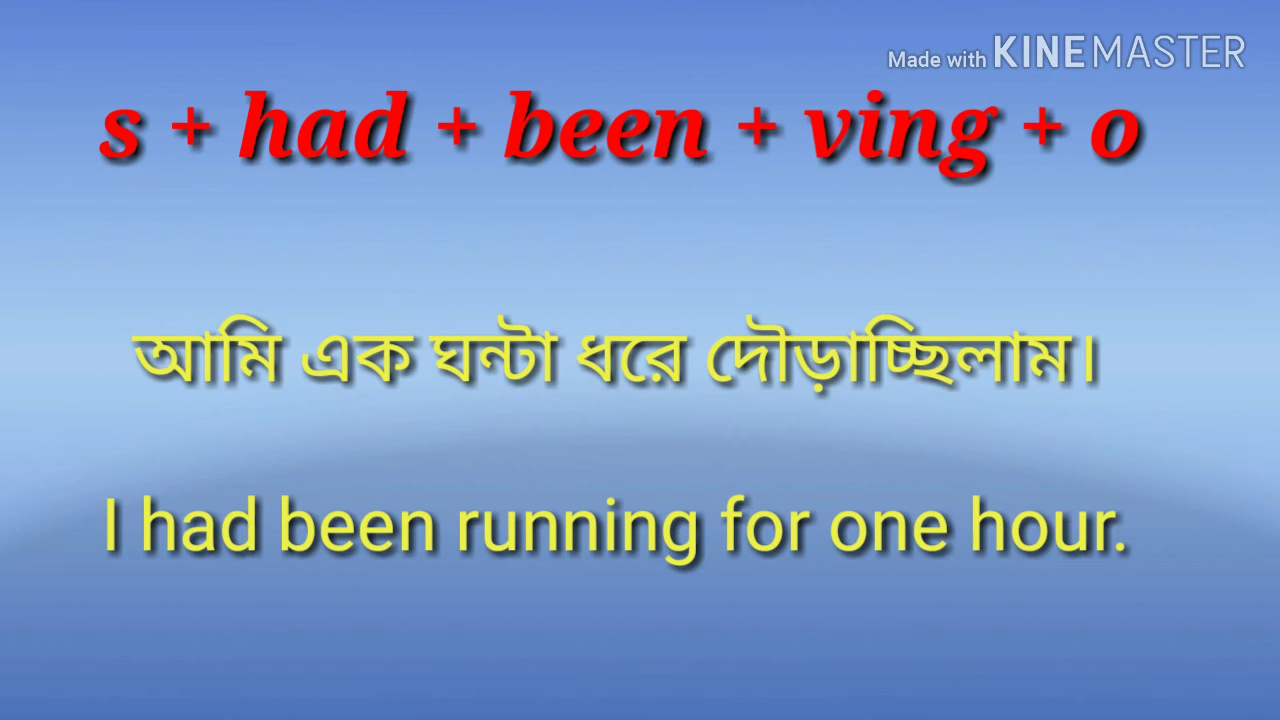 Made with KINEMASTER
s + had + been + ving + o
আমি এক ঘন্টা ধরে দৌড়াচ্ছিলাম।
I had been running for one hour.